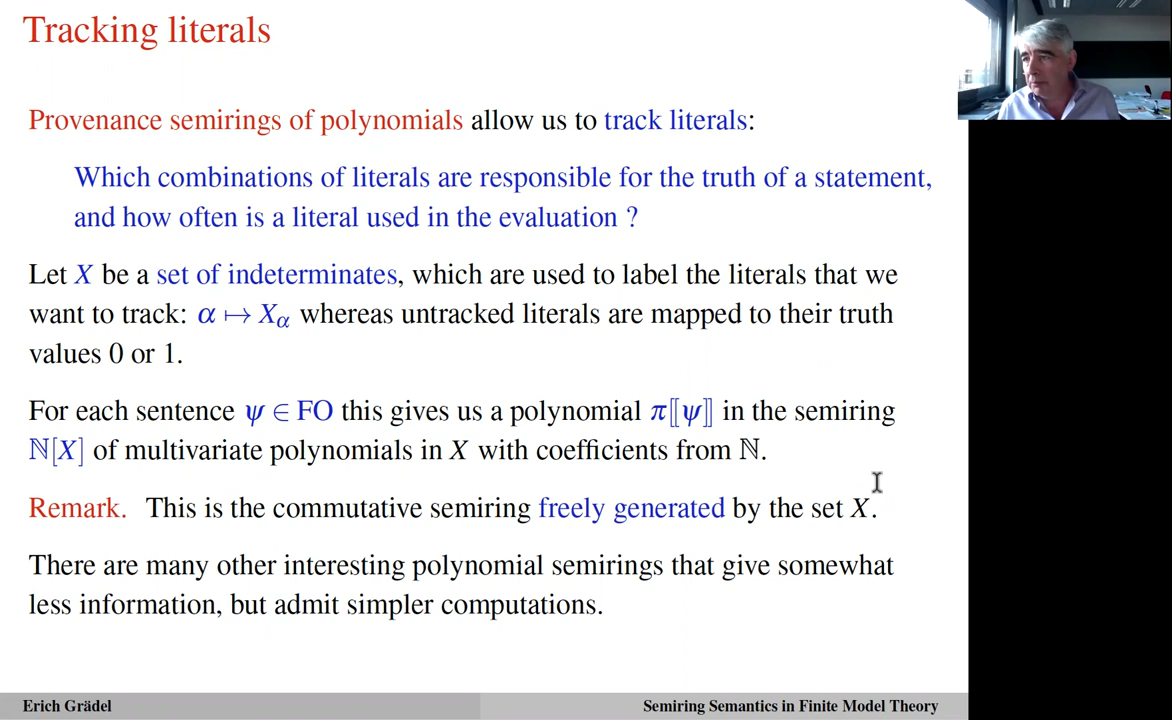 Tracking literals
Provenance semirings of polynomials allow us to track literals:
Which combinations of literals are responsible for the truth of a statement,
and how often is a literal used in the evaluation ?
Let X be a set of indeterminates, which are used to label the literals that we
want to track: α ↦ X_α whereas untracked literals are mapped to their truth
values 0 or 1.
For each sentence ψ ∈ FO this gives us a polynomial π⟦ψ⟧ in the semiring
ℕ[X] of multivariate polynomials in X with coefficients from ℕ.
Remark. This is the commutative semiring freely generated by the set X.
There are many other interesting polynomial semirings that give somewhat
less information, but admit simpler computations.
Erich Grädel
Semiring Semantics in Finite Model Theory